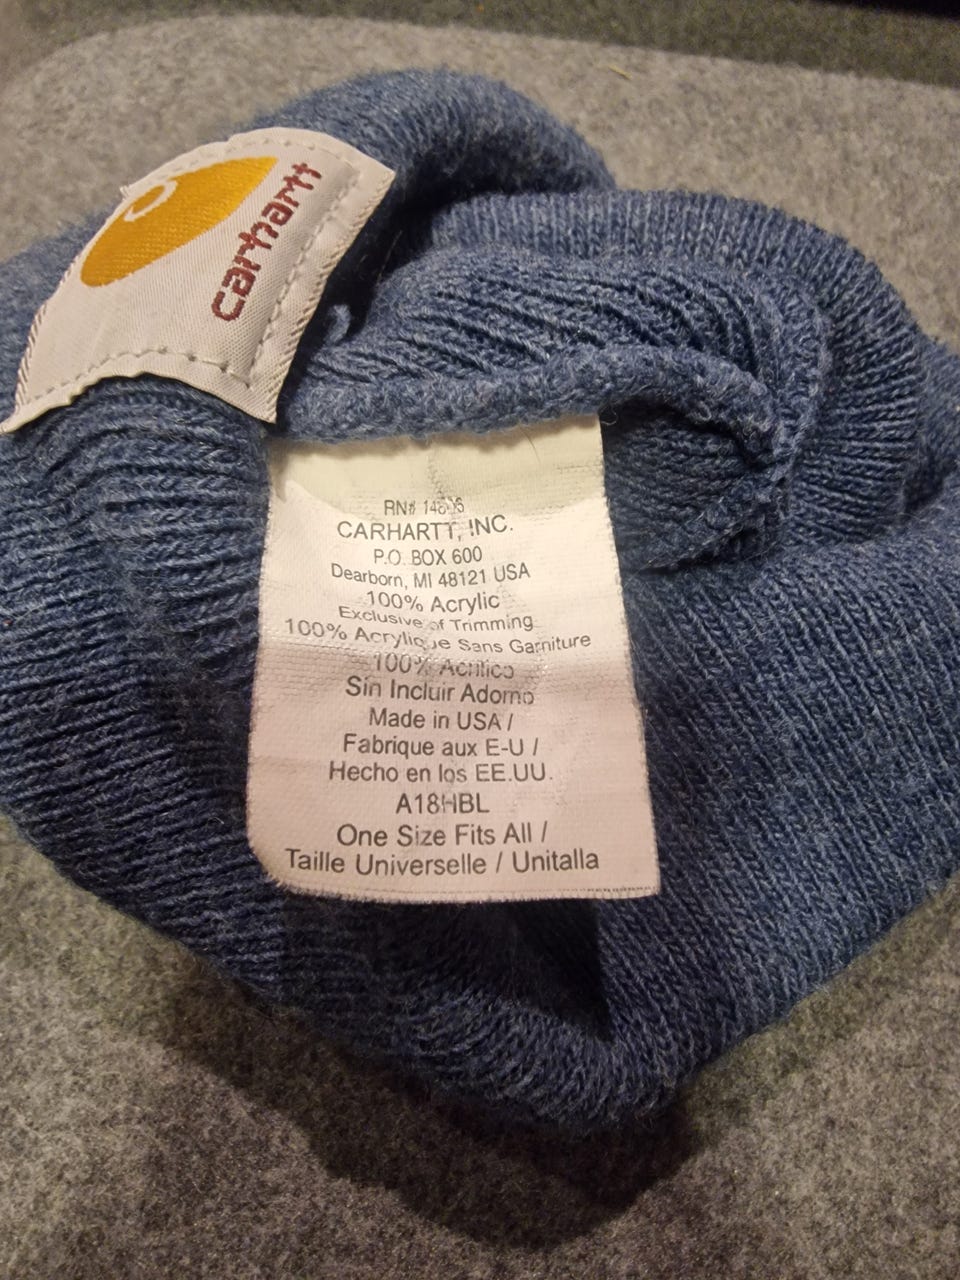 carhartt
RN#
CARHARTT, INC.
P.O. BOX 600
Dearborn, MI 48121 USA
100% Acrylic
Exclusive of Trimming
100% Acrylique Sans Garniture
100% Acrilico
Sin Incluir Adorno
Made in USA /
Fabrique aux E-U /
Hecho en los EE.UU.
A18HBL
One Size Fits All /
Taille Universelle / Unitalla